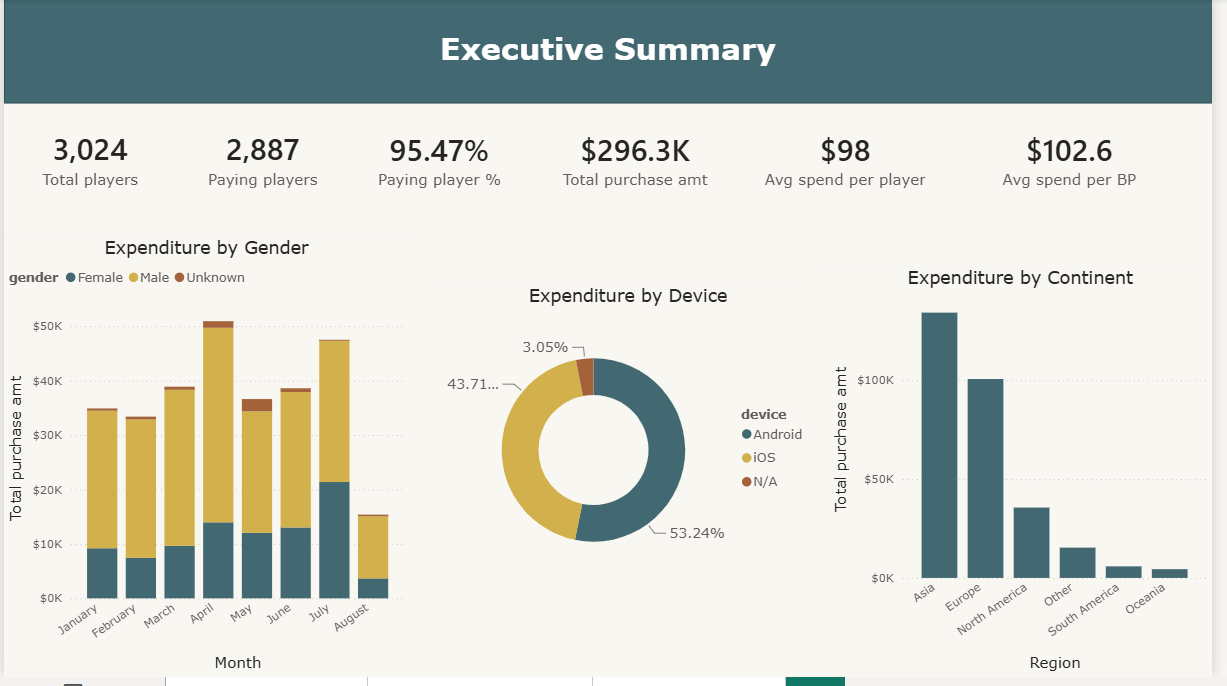 Executive Summary
3,024
Total players
2,887
Paying players
95.47%
Paying player %
$296.3K
Total purchase amt
$98
Avg spend per player
$102.6
Avg spend per BP
Expenditure by Gender
gender Female Male Unknown
Total purchase amt
$50K
$40K
$30K
$20K
$10K
$0K
January
February
March
April
May
June
July
August
Month
Expenditure by Device
3.05%
43.71...
53.24%
device
Android
iOS
N/A
Expenditure by Continent
Total purchase amt
$100K
$50K
$0K
Asia
Europe
North America
Other
South America
Oceania
Region